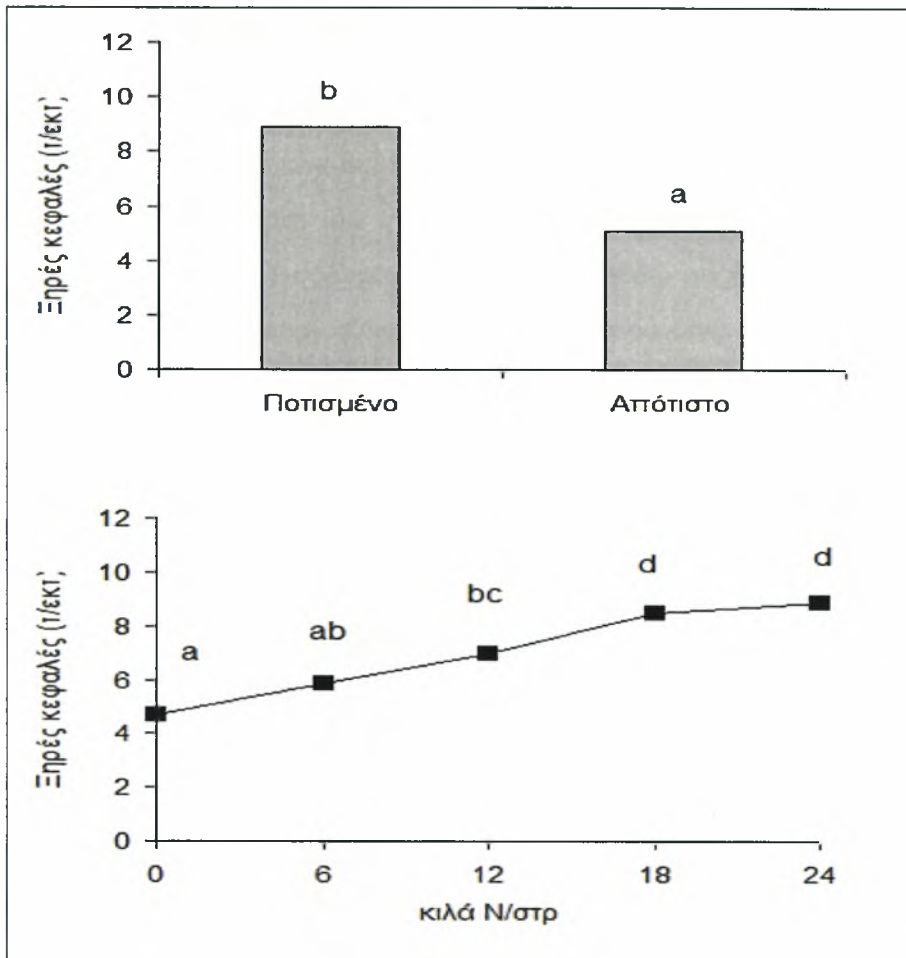 12
10
8
6
4
2
0
Ξηρές κεφαλές (τ/εκτ)
b
a
Ποτισμένο
Απότιστο
12
10
8
6
4
2
0
Ξηρές κεφαλές (τ/εκτ)
a
ab
bc
d
d
0 6 12 18 24
κιλά Ν/στρ